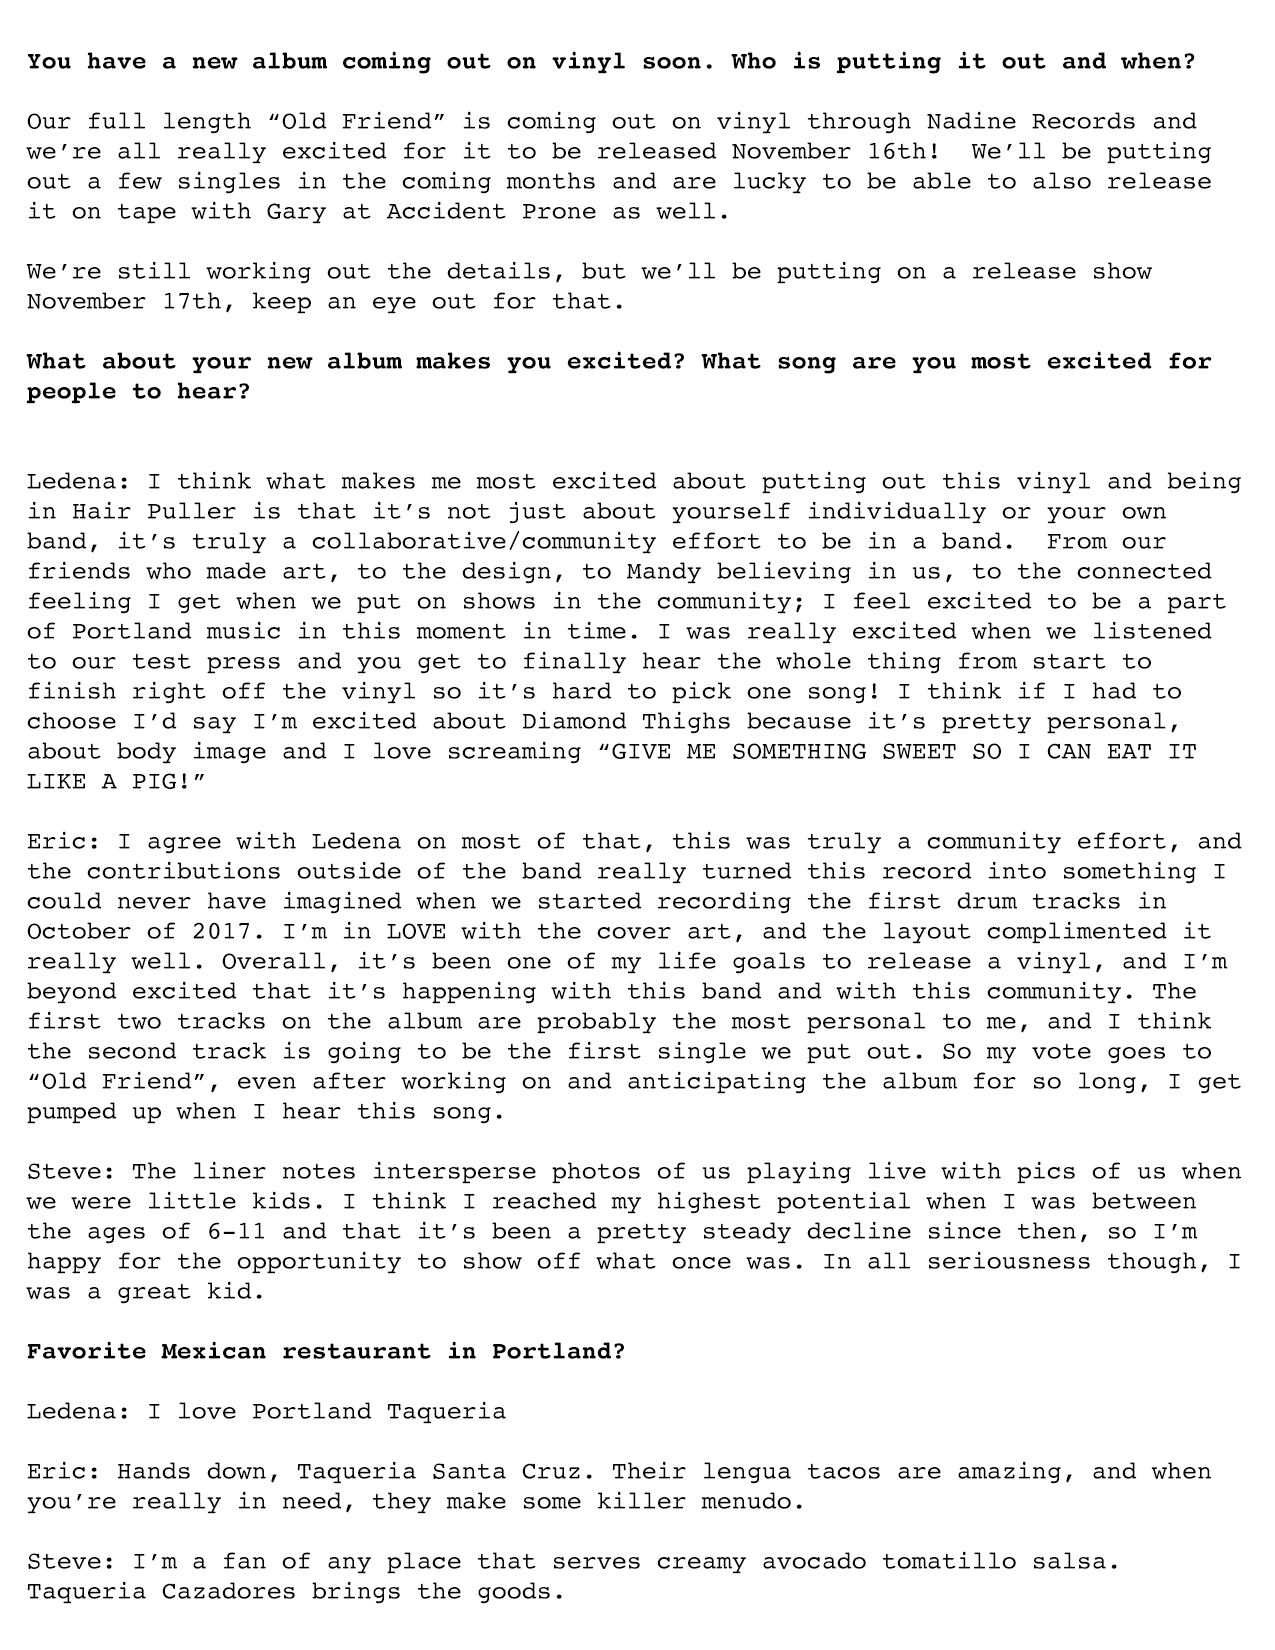 You have a new album coming out on vinyl soon. Who is putting it out and when?
Our full length “Old Friend” is coming out on vinyl through Nadine Records and
we’re all really excited for it to be released November 16th!  We’ll be putting
out a few singles in the coming months and are lucky to be able to also release
it on tape with Gary at Accident Prone as well.
We’re still working out the details, but we’ll be putting on a release show
November 17th, keep an eye out for that.
What about your new album makes you excited? What song are you most excited for
people to hear?
Ledena: I think what makes me most excited about putting out this vinyl and being
in Hair Puller is that it’s not just about yourself individually or your own
band, it’s truly a collaborative/community effort to be in a band.  From our
friends who made art, to the design, to Mandy believing in us, to the connected
feeling I get when we put on shows in the community; I feel excited to be a part
of Portland music in this moment in time. I was really excited when we listened
to our test press and you get to finally hear the whole thing from start to
finish right off the vinyl so it’s hard to pick one song! I think if I had to
choose I’d say I’m excited about Diamond Thighs because it’s pretty personal,
about body image and I love screaming “GIVE ME SOMETHING SWEET SO I CAN EAT IT
LIKE A PIG!”
Eric: I agree with Ledena on most of that, this was truly a community effort, and
the contributions outside of the band really turned this record into something I
could never have imagined when we started recording the first drum tracks in
October of 2017. I’m in LOVE with the cover art, and the layout complimented it
really well. Overall, it’s been one of my life goals to release a vinyl, and I’m
beyond excited that it’s happening with this band and with this community. The
first two tracks on the album are probably the most personal to me, and I think
the second track is going to be the first single we put out. So my vote goes to
“Old Friend”, even after working on and anticipating the album for so long, I get
pumped up when I hear this song.
Steve: The liner notes intersperse photos of us playing live with pics of us when
we were little kids. I think I reached my highest potential when I was between
the ages of 6-11 and that it’s been a pretty steady decline since then, so I’m
happy for the opportunity to show off what once was. In all seriousness though, I
was a great kid.
Favorite Mexican restaurant in Portland?
Ledena: I love Portland Taqueria
Eric: Hands down, Taqueria Santa Cruz. Their lengua tacos are amazing, and when
you’re really in need, they make some killer menudo.
Steve: I’m a fan of any place that serves creamy avocado tomatillo salsa.
Taqueria Cazadores brings the goods.